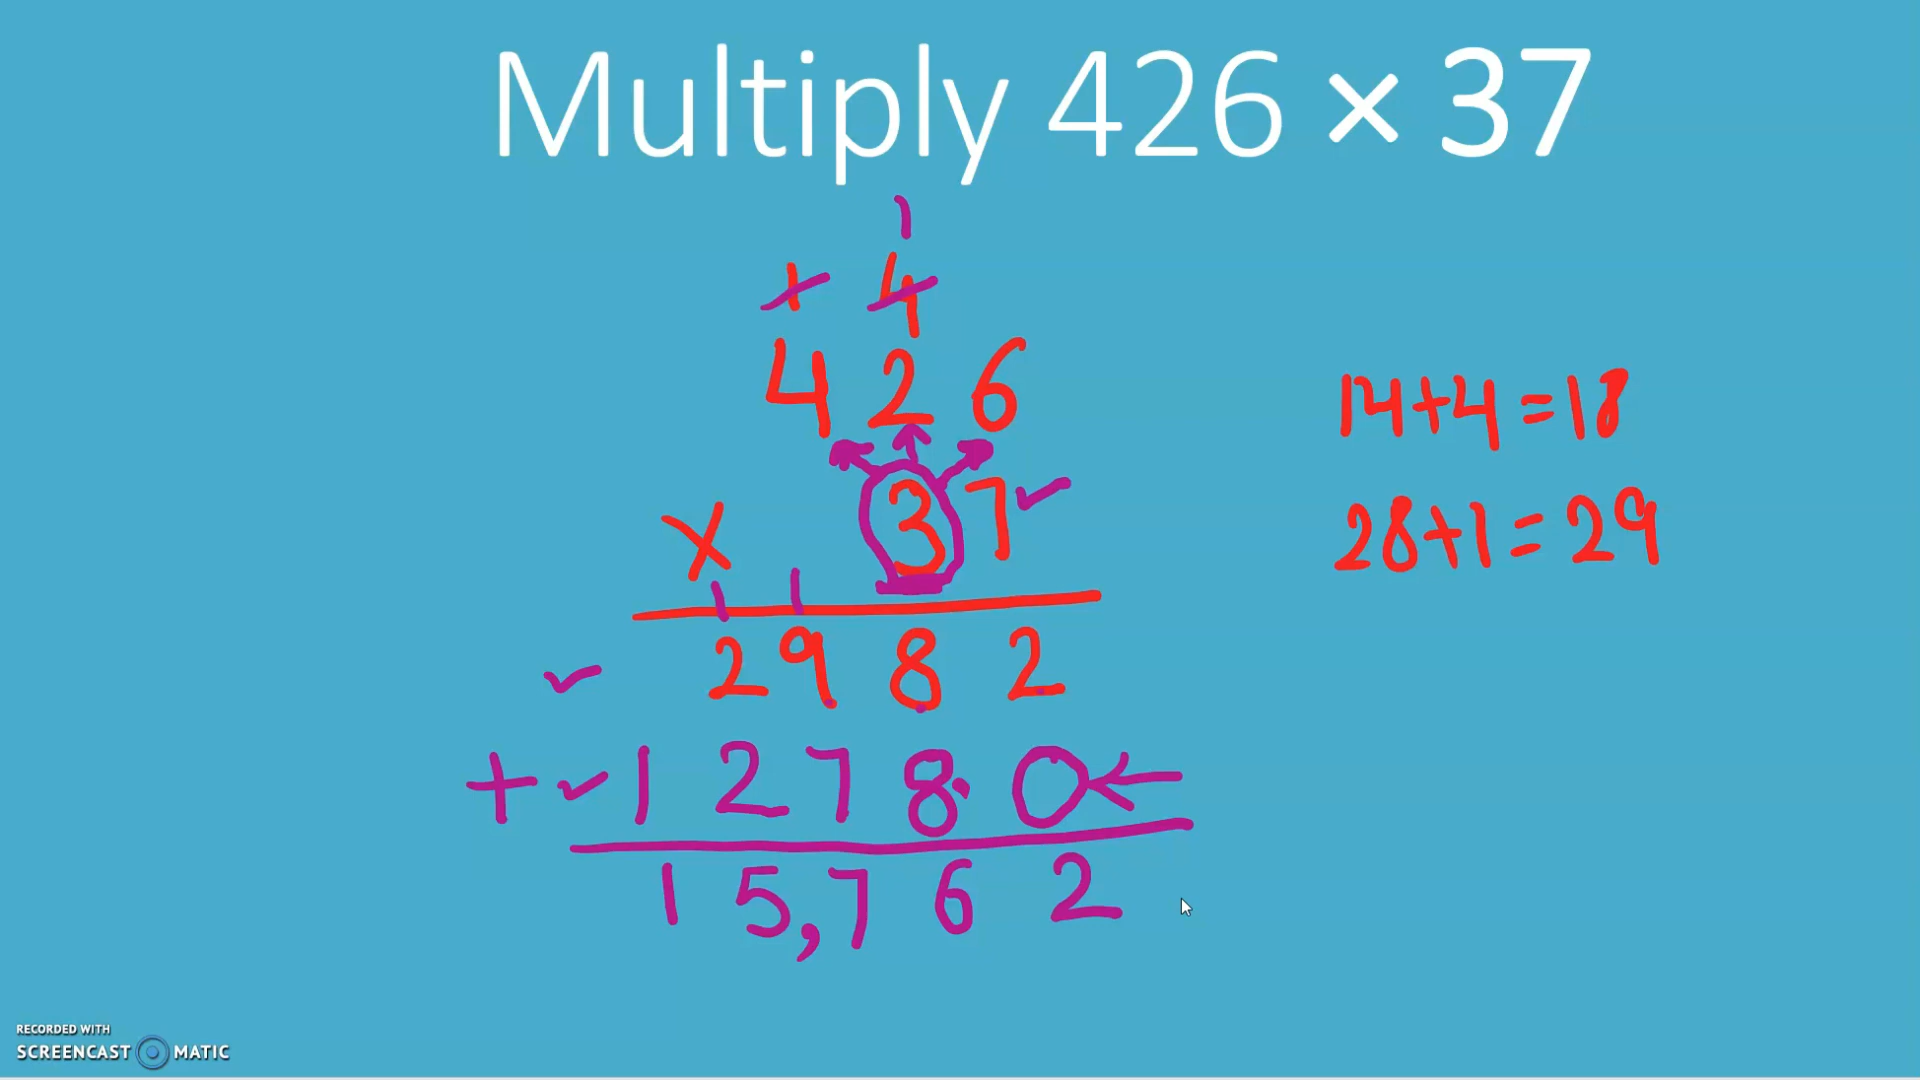 Multiply 426 × 37
1
1 4
4 2 6
14+4=18
x 3 7
28+1=29
1 1
2 9 8 2
+ 1 2 7 8 0
1 5,7 6 2
RECORDED WITH
SCREENCAST MATIC